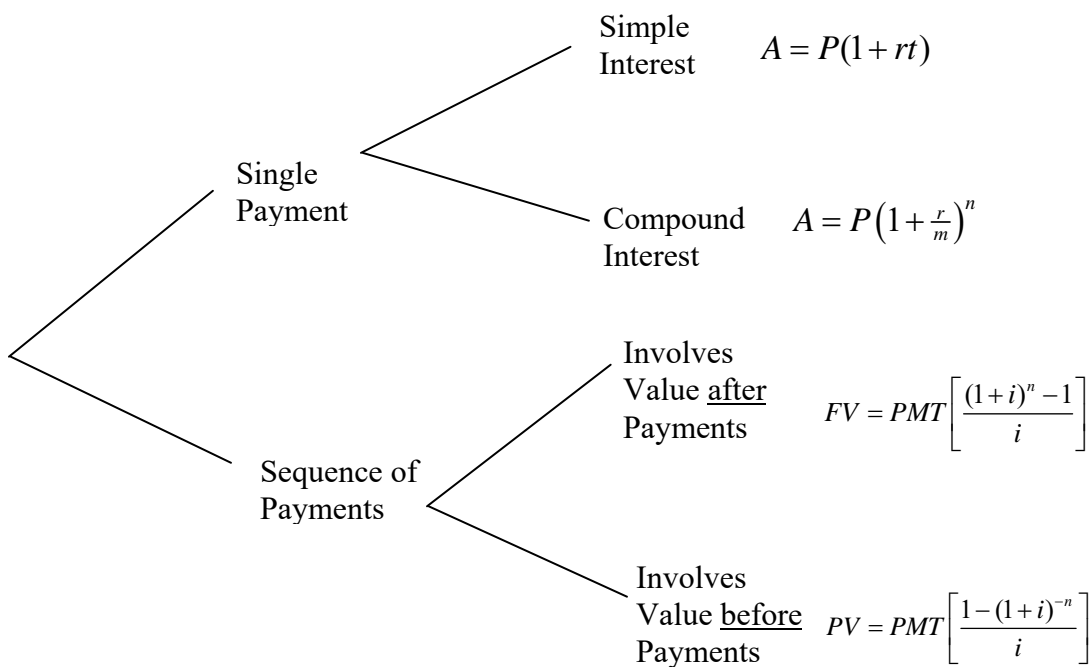 Simple
Interest
A = P(1 + rt)
Single
Payment
Compound
Interest
A = P(1 + r/m)^n
Involves
Value after
Payments
FV = PMT[((1+i)^n − 1)/i]
Sequence of
Payments
Involves
Value before
Payments
PV = PMT[(1−(1+i)^−n)/i]